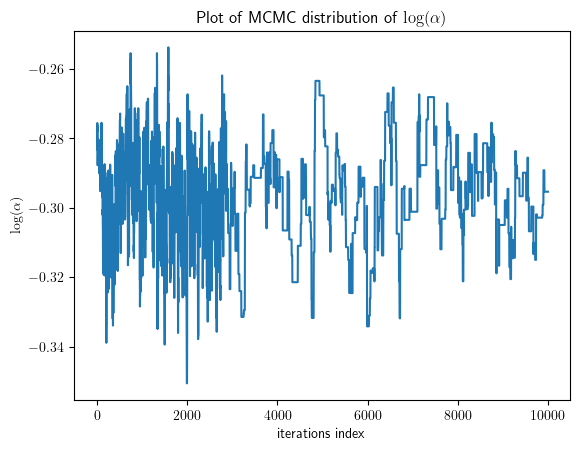 Plot of MCMC distribution of log(α)
−0.26
−0.28
−0.30
−0.32
−0.34
log(α)
0 2000 4000 6000 8000 10000
iterations index